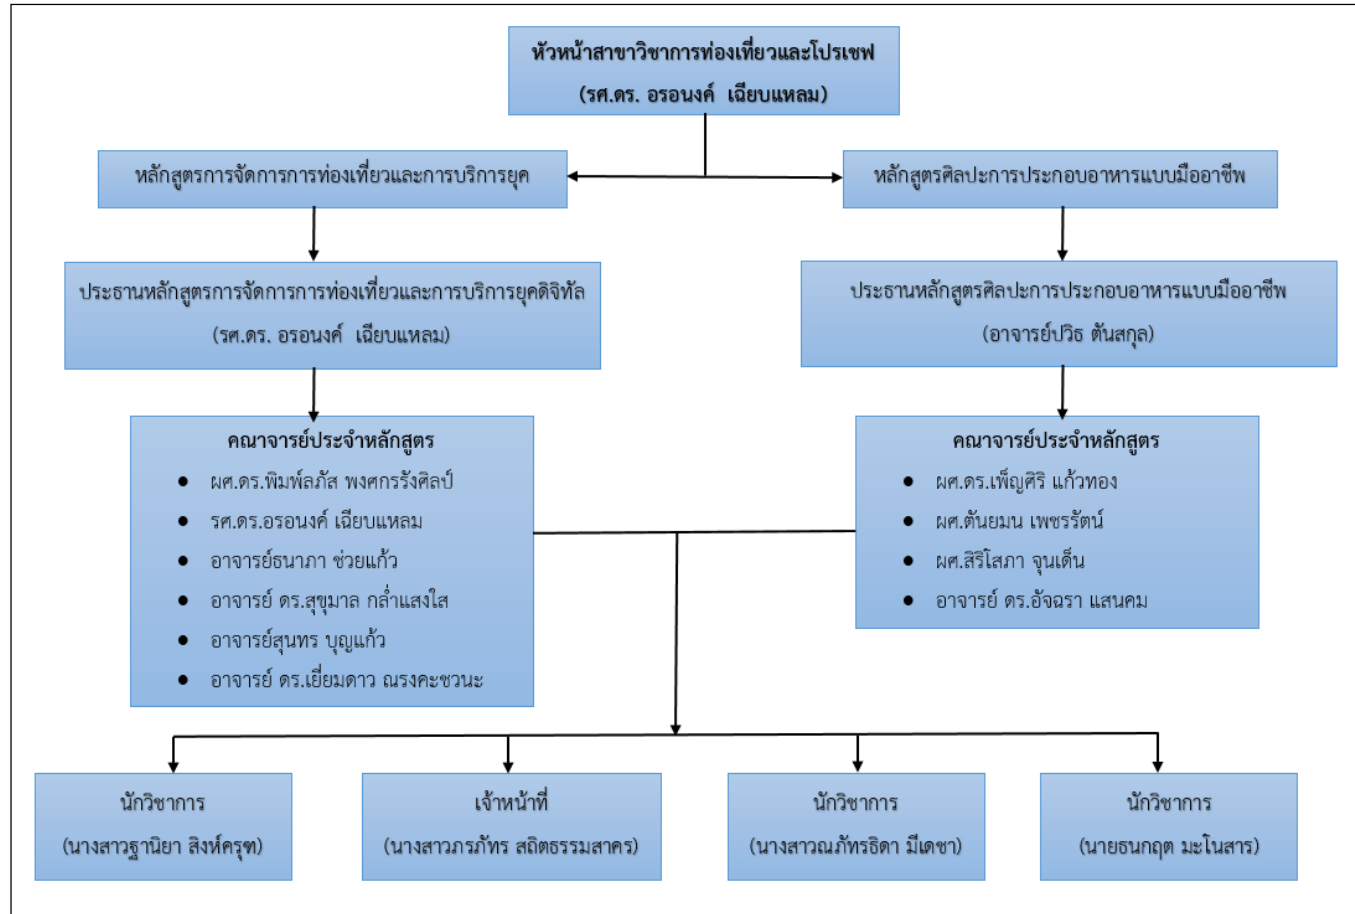 หัวหน้าสาขาวิชาการท่องเที่ยวและโปรเชฟ
(รศ.ดร. อรอนงค์ เฉียบแหลม)
หลักสูตรการจัดการการท่องเที่ยวและการบริการยุค
หลักสูตรศิลปะการประกอบอาหารแบบมืออาชีพ
ประธานหลักสูตรการจัดการการท่องเที่ยวและการบริการยุคดิจิทัล
(รศ.ดร. อรอนงค์ เฉียบแหลม)
ประธานหลักสูตรศิลปะการประกอบอาหารแบบมืออาชีพ
(อาจารย์ปวิธ ตันสกุล)
คณาจารย์ประจำหลักสูตร
● ผศ.ดร.พิมพ์ลภัส พงศกรรังศิลป์
● รศ.ดร.อรอนงค์ เฉียบแหลม
● อาจารย์ธนาภา ช่วยแก้ว
● อาจารย์ ดร.สุขุมาล กล่ำแสงใส
● อาจารย์สุนทร บุญแก้ว
● อาจารย์ ดร.เยี่ยมดาว ณรงคะชวนะ
คณาจารย์ประจำหลักสูตร
● ผศ.ดร.เพ็ญศิริ แก้วทอง
● ผศ.ตันยมน เพชรรัตน์
● ผศ.สิริโสภา จุนเด็น
● อาจารย์ ดร.อัจฉรา แสนคม
นักวิชาการ
(นางสาวฐานิยา สิงห์ครุฑ)
เจ้าหน้าที่
(นางสาวภรภัทร สถิตธรรมสาคร)
นักวิชาการ
(นางสาวณภัทรธิดา มีเดชา)
นักวิชาการ
(นายธนกฤต มะโนสาร)